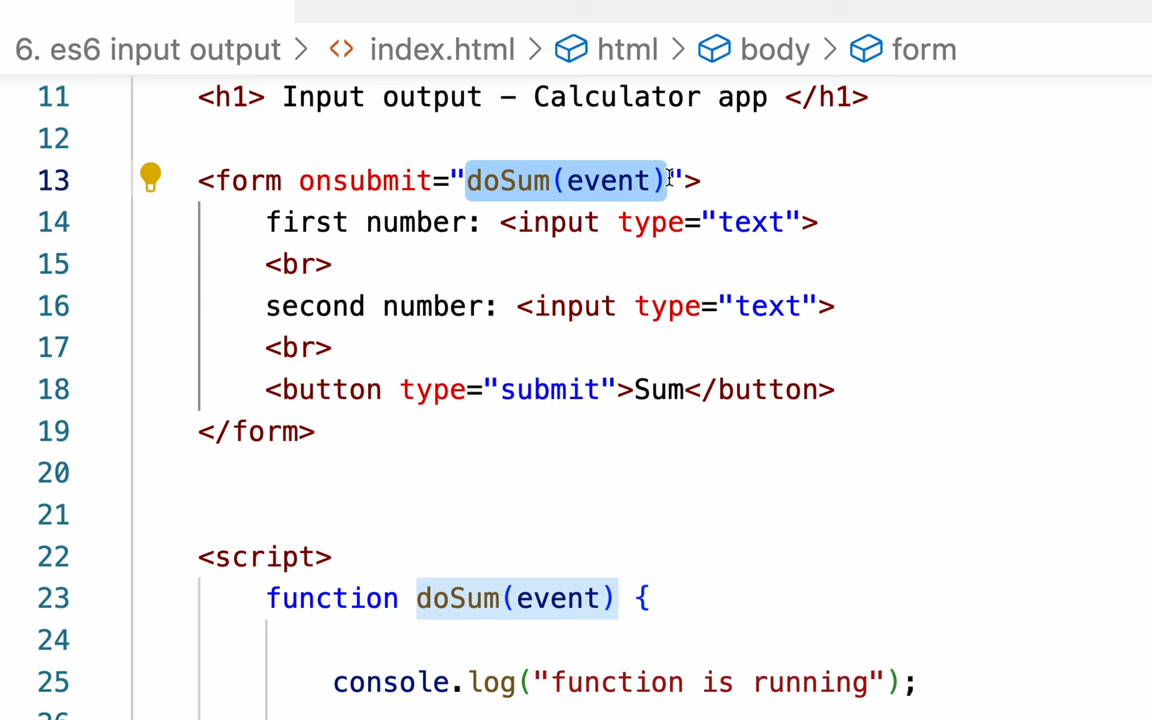 6. es6 input output > <> index.html > html > body > form
11 <h1> Input output – Calculator app </h1>
12
13 <form onsubmit="doSum(event)">
14 first number: <input type="text">
15 <br>
16 second number: <input type="text">
17 <br>
18 <button type="submit">Sum</button>
19 </form>
20
21
22 <script>
23 function doSum(event) {
24
25 console.log("function is running");